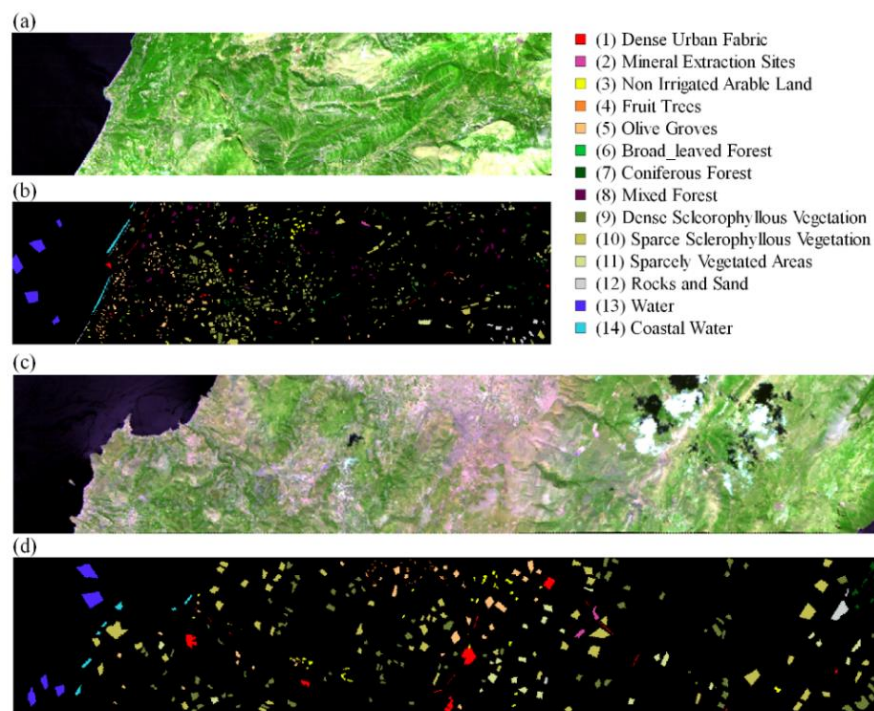 (a)
(1) Dense Urban Fabric
(2) Mineral Extraction Sites
(3) Non Irrigated Arable Land
(4) Fruit Trees
(5) Olive Groves
(6) Broad_leaved Forest
(7) Coniferous Forest
(8) Mixed Forest
(9) Dense Sclcorophyllous Vegetation
(10) Sparce Sclerophyllous Vegetation
(11) Sparcely Vegetated Areas
(12) Rocks and Sand
(13) Water
(14) Coastal Water
(b)
(c)
(d)